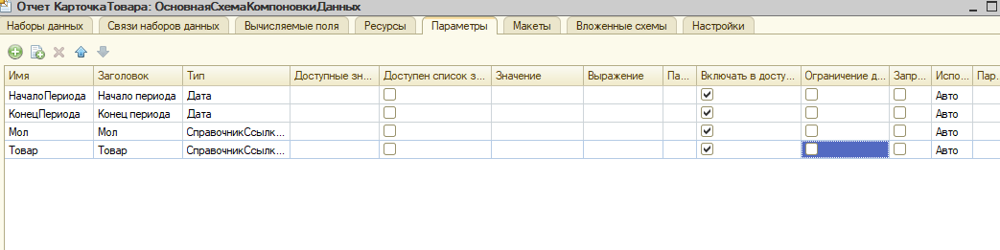 Отчет КарточкаТовара: ОсновнаяСхемаКомпоновкиДанных
Наборы данных Связи наборов данных Вычисляемые поля Ресурсы Параметры Макеты Вложенные схемы Настройки
Имя Заголовок Тип Доступные зн... Доступен список з... Значение Выражение Па... Включать в досту... Ограничение д... Запр... Испо... Пар...
НачалоПериода Начало периода Дата Авто
КонецПериода Конец периода Дата Авто
Мол Мол СправочникСсылк... Авто
Товар Товар СправочникСсылк... Авто